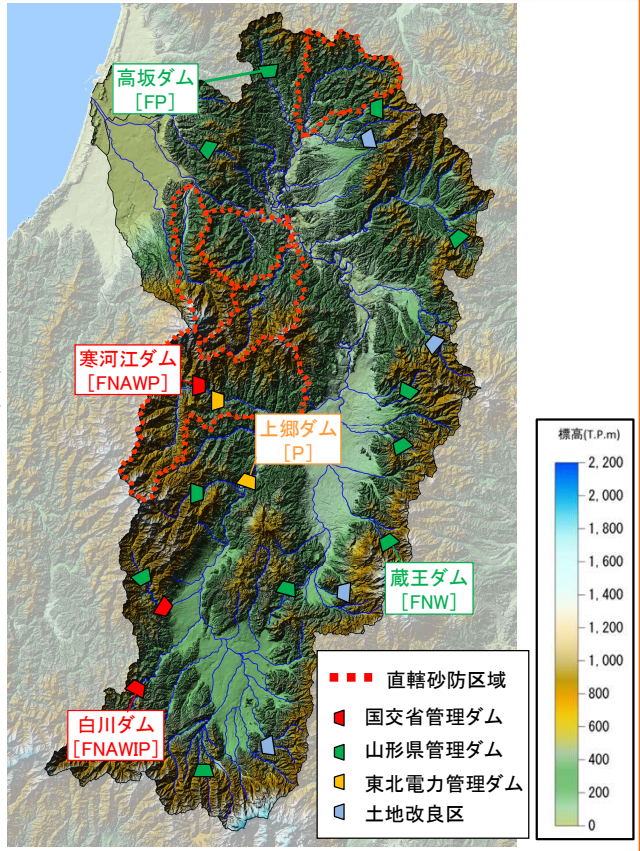 高坂ダム
[FP]
寒河江ダム
[FNAWP]
上郷ダム
[P]
蔵王ダム
[FNW]
白川ダム
[FNAWIP]
直轄砂防区域
国交省管理ダム
山形県管理ダム
東北電力管理ダム
土地改良区
標高(T.P.m)
2,200
2,000
1,800
1,600
1,400
1,200
1,000
800
600
400
200
0